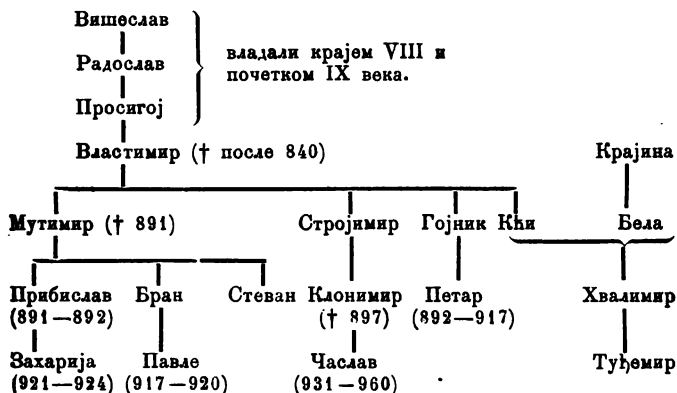 Вишеслав
Радослав
Просигој
владали крајем VIII и
почетком IX века.
Властимир († после 840)
Крајина
Мутимир († 891)
Стројимир
Гојник
Кћи
Бела
Прибислав
(891—892)
Бран
Стеван
Клонимир
(† 897)
Петар
(892—917)
Хвалимир
Захарија
(921—924)
Павле
(917—920)
Часлав
(931—960)
Туђемир